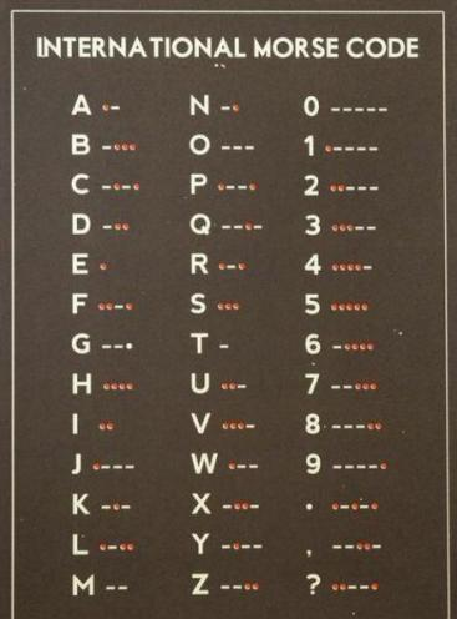 INTERNATIONAL MORSE CODE
A •- N -• 0 -----
B -••• O --- 1 •----
C -•-• P •--• 2 ••---
D -•• Q --•- 3 •••--
E • R •-• 4 ••••-
F ••-• S ••• 5 •••••
G --• T - 6 -••••
H •••• U ••- 7 --•••
I •• V •••- 8 ---••
J •--- W •-- 9 ----•
K -•- X -••- . •-•-•
L •-•• Y -•-- , --••-
M -- Z --•• ? ••--•